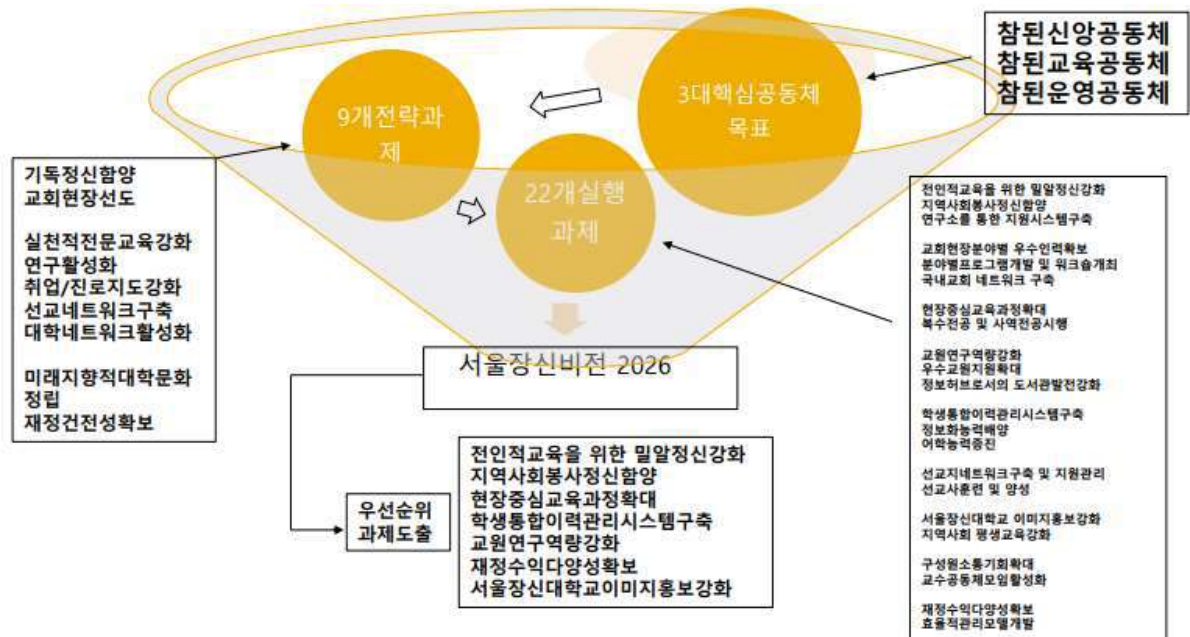 참된신앙공동체
참된교육공동체
참된운영공동체
3대핵심공동체
목표
9개전략과
제
22개실행
과제
기독정신함양
교회현장선도
실천적전문교육강화
연구활성화
취업/진로지도강화
선교네트워크구축
대학네트워크활성화
미래지향적대학문화
정립
재정건전성확보
전인적교육을 위한 밀알정신강화
지역사회봉사정신함양
연구소를 통한 지원시스템구축
교회현장분야별 우수인력확보
분야별프로그램개발 및 워크숍개최
국내교회 네트워크 구축
현장중심교육과정확대
복수전공 및 사역전공시행
교원연구역량강화
우수교원지원확대
정보허브로서의 도서관발전강화
학생통합이력관리시스템구축
정보화능력배양
어학능력증진
선교지네트워크구축 및 지원관리
선교사훈련 및 양성
서울장신대학교 이미지홍보강화
지역사회 평생교육강화
구성원소통기회확대
교수공동체모임활성화
재정수익다양성확보
효율적관리모델개발
서울장신비전 2026
우선순위
과제도출
전인적교육을 위한 밀알정신강화
지역사회봉사정신함양
현장중심교육과정확대
학생통합이력관리시스템구축
교원연구역량강화
재정수익다양성확보
서울장신대학교이미지홍보강화